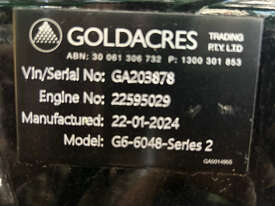 GOLDACRES TRADING PTY. LTD
ABN: 30 061 306 732 P: 1300 301 853
Vin/Serial No: GA203878
Engine No: 22595029
Manufactured: 22-01-2024
Model: G6-6048-Series 2